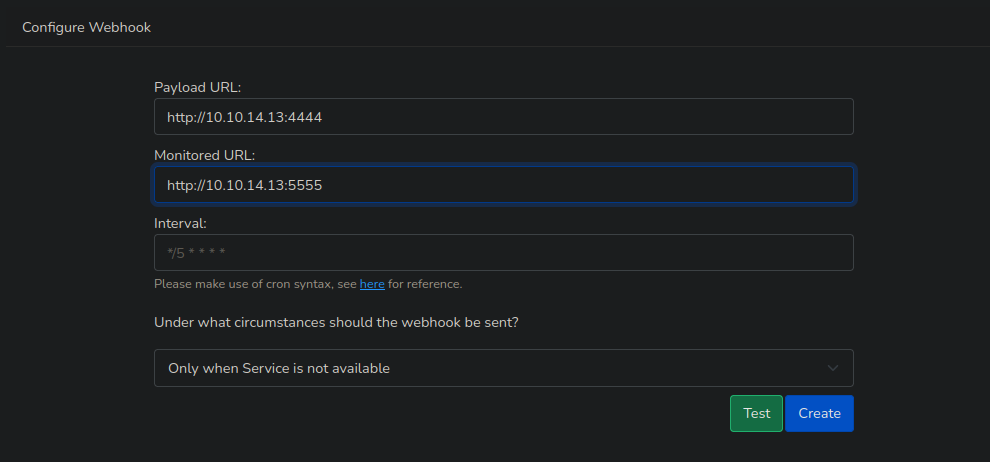 Configure Webhook
Payload URL:
http://10.10.14.13:4444
Monitored URL:
http://10.10.14.13:5555
Interval:
*/5 * * * *
Please make use of cron syntax, see here for reference.
Under what circumstances should the webhook be sent?
Only when Service is not available
Test Create